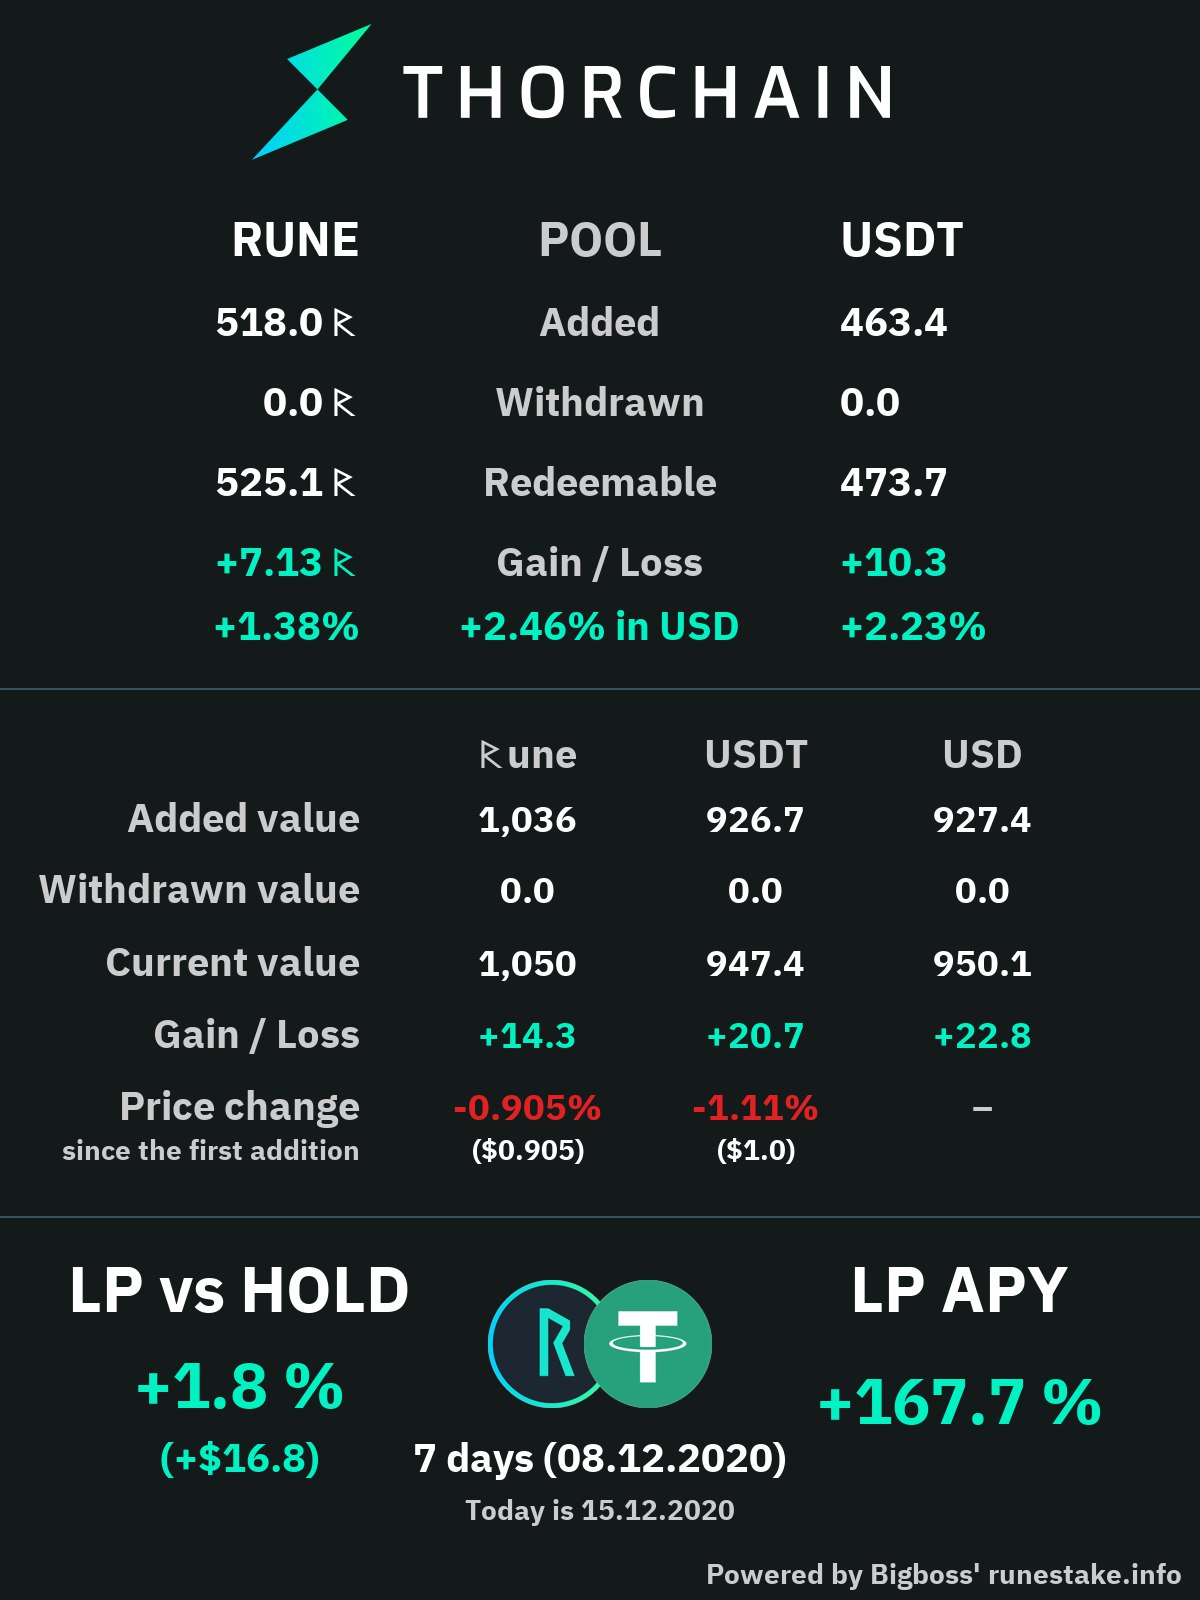 THORCHAIN
RUNE POOL USDT
518.0 ᚱ Added 463.4
0.0 ᚱ Withdrawn 0.0
525.1 ᚱ Redeemable 473.7
+7.13 ᚱ Gain / Loss +10.3
+1.38% +2.46% in USD +2.23%
ᚱune USDT USD
Added value 1,036 926.7 927.4
Withdrawn value 0.0 0.0 0.0
Current value 1,050 947.4 950.1
Gain / Loss +14.3 +20.7 +22.8
Price change -0.905% -1.11% –
since the first addition ($0.905) ($1.0)
LP vs HOLD LP APY
+1.8 % +167.7 %
(+$16.8) 7 days (08.12.2020)
Today is 15.12.2020
Powered by Bigboss' runestake.info